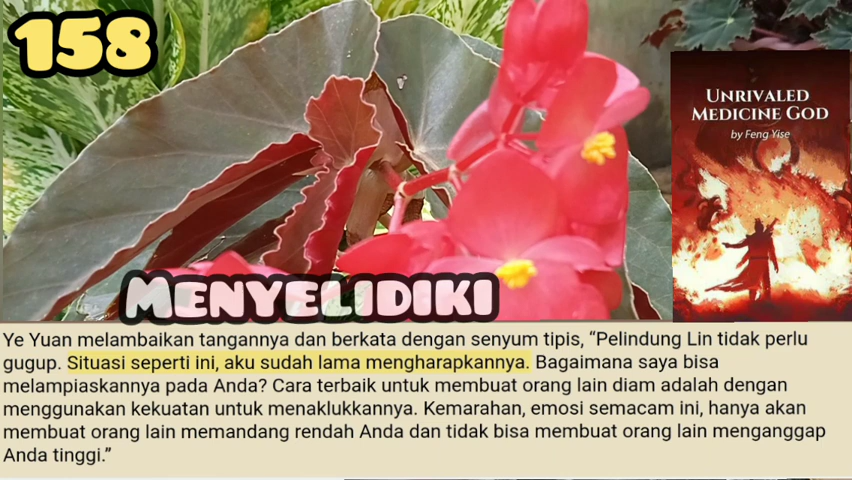 158
UNRIVALED
MEDICINE GOD
by Feng Yise
MENYELIDIKI
Ye Yuan melambaikan tangannya dan berkata dengan senyum tipis, “Pelindung Lin tidak perlu
gugup. Situasi seperti ini, aku sudah lama mengharapkannya. Bagaimana saya bisa
melampiaskannya pada Anda? Cara terbaik untuk membuat orang lain diam adalah dengan
menggunakan kekuatan untuk menaklukkannya. Kemarahan, emosi semacam ini, hanya akan
membuat orang lain memandang rendah Anda dan tidak bisa membuat orang lain menganggap
Anda tinggi.”